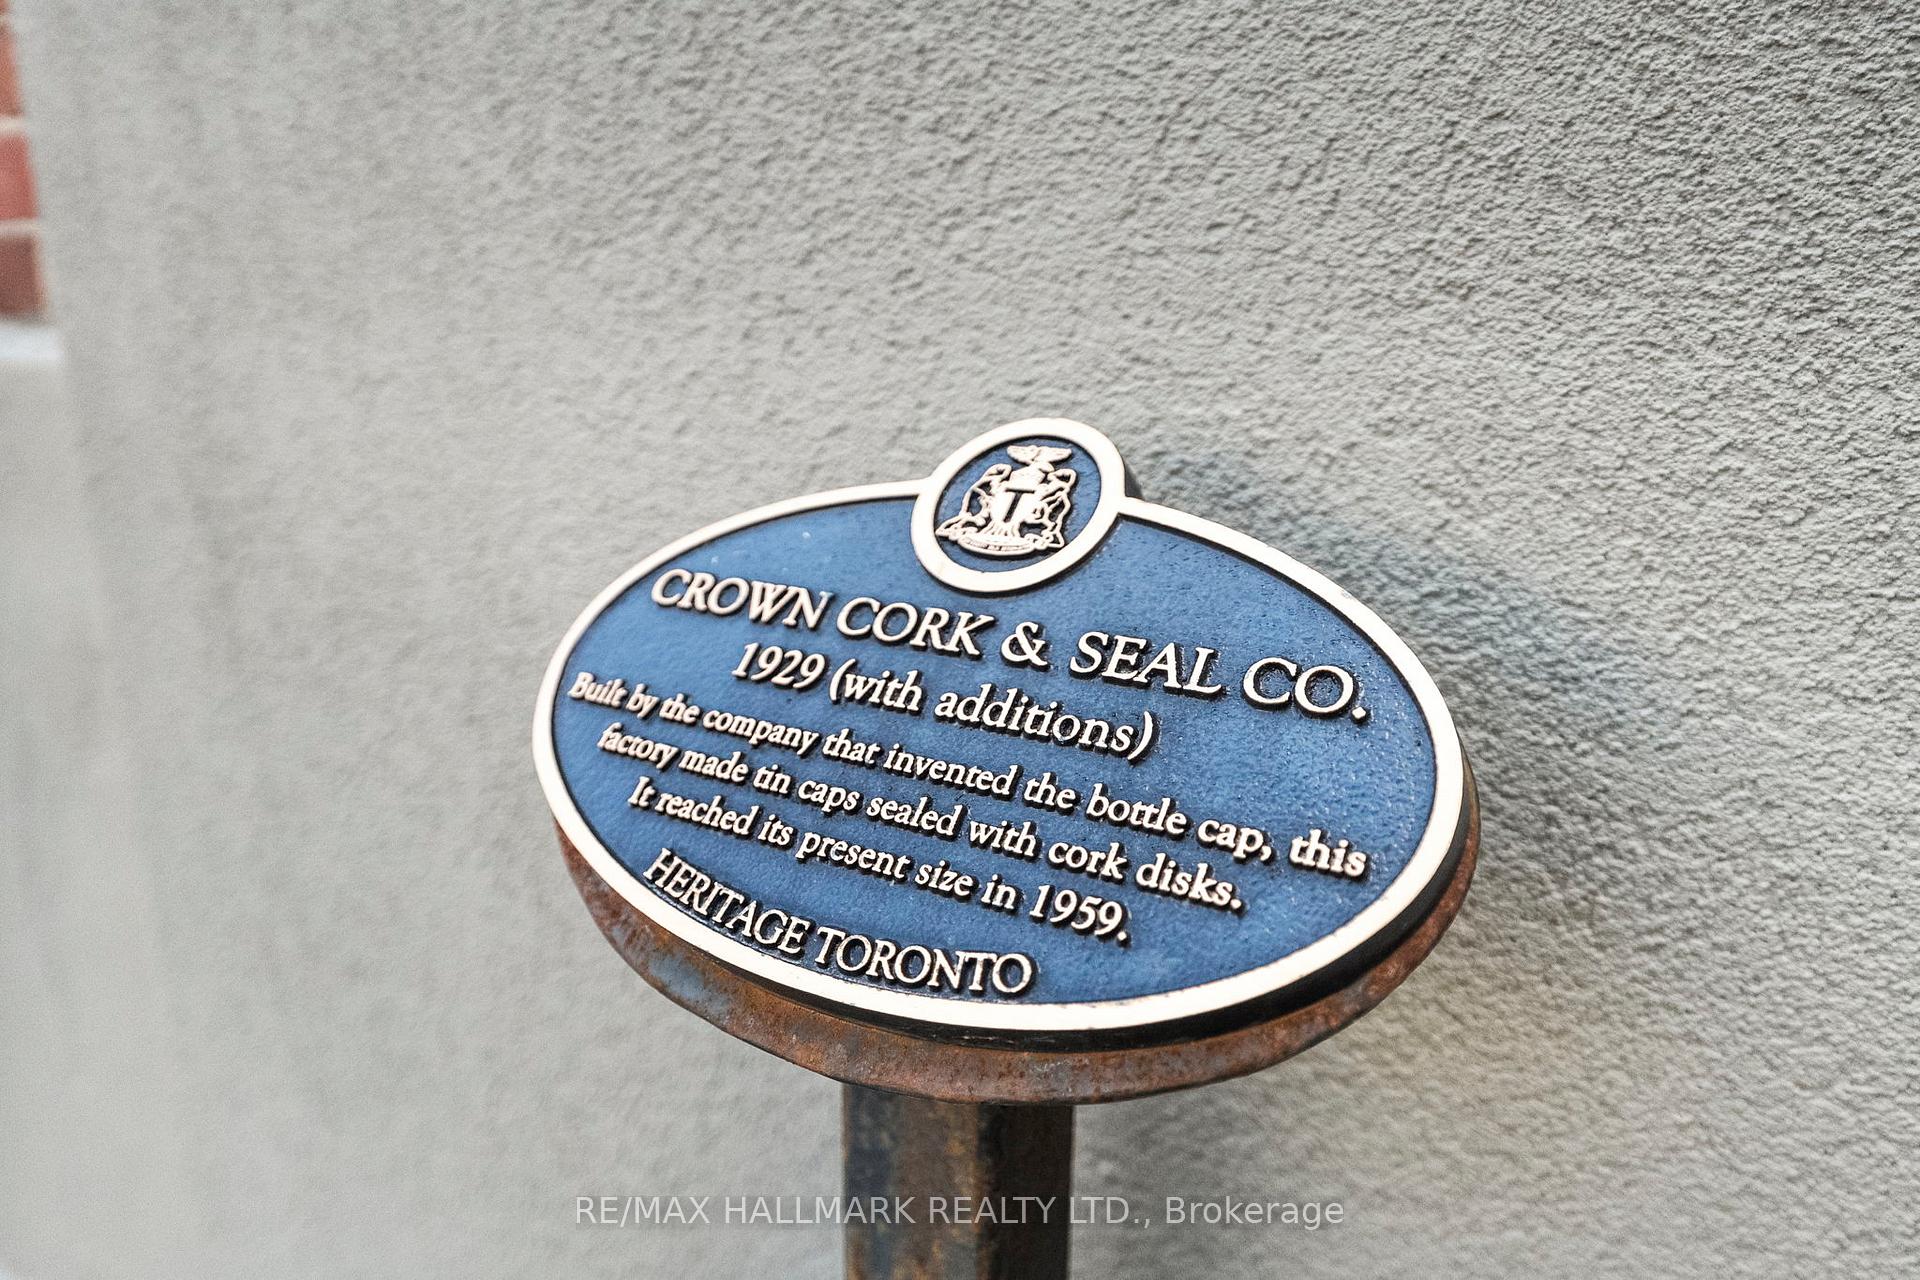 T
CROWN CORK & SEAL CO.
1929 (with additions)
Built by the company that invented the bottle cap, this
factory made tin caps sealed with cork disks.
It reached its present size in 1959.
HERITAGE TORONTO
RE/MAX HALLMARK REALTY LTD., Brokerage